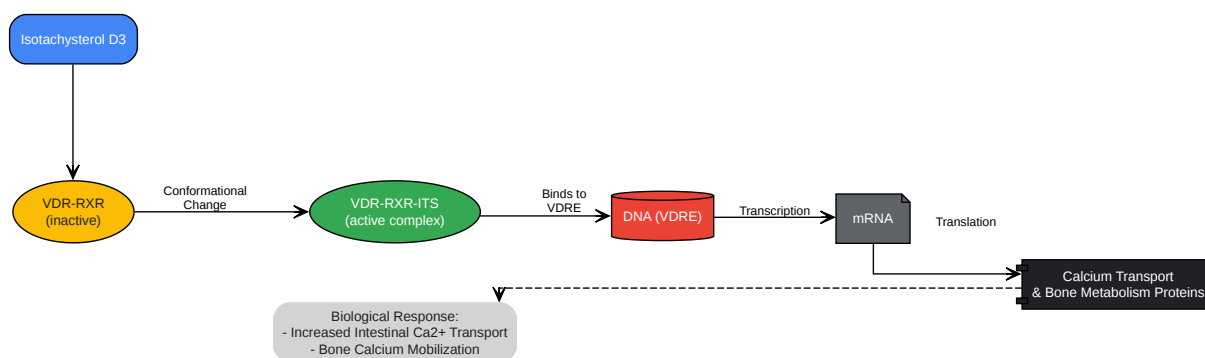 Isotachysterol D3
VDR-RXR
(inactive)
Conformational
Change
VDR-RXR-ITS
(active complex)
Binds to
VDRE
DNA (VDRE)
Transcription
mRNA
Translation
Calcium Transport
& Bone Metabolism Proteins
Biological Response:
- Increased Intestinal Ca2+ Transport
- Bone Calcium Mobilization